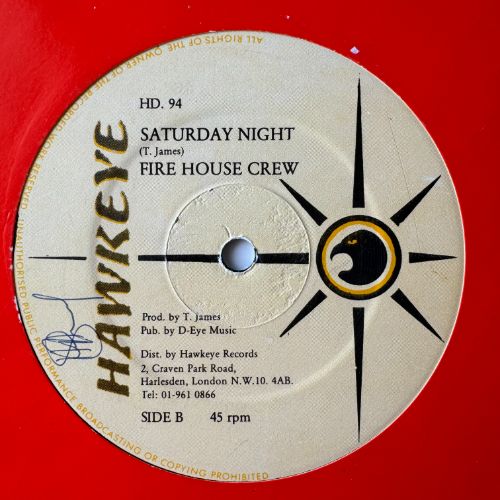 ALL RIGHTS OF THE OWNER OF THE RECORDED WORK RESERVED. UNAUTHORISED PUBLIC PERFORMANCE BROADCASTING OR COPYING PROHIBITED
HAWKEYE
HD. 94
SATURDAY NIGHT
(T. James)
FIRE HOUSE CREW
Prod. by T. James
Pub. by D-Eye Music
Dist. by Hawkeye Records
2, Craven Park Road,
Harlesden, London N.W.10. 4AB.
Tel: 01-961 0866
SIDE B 45 rpm